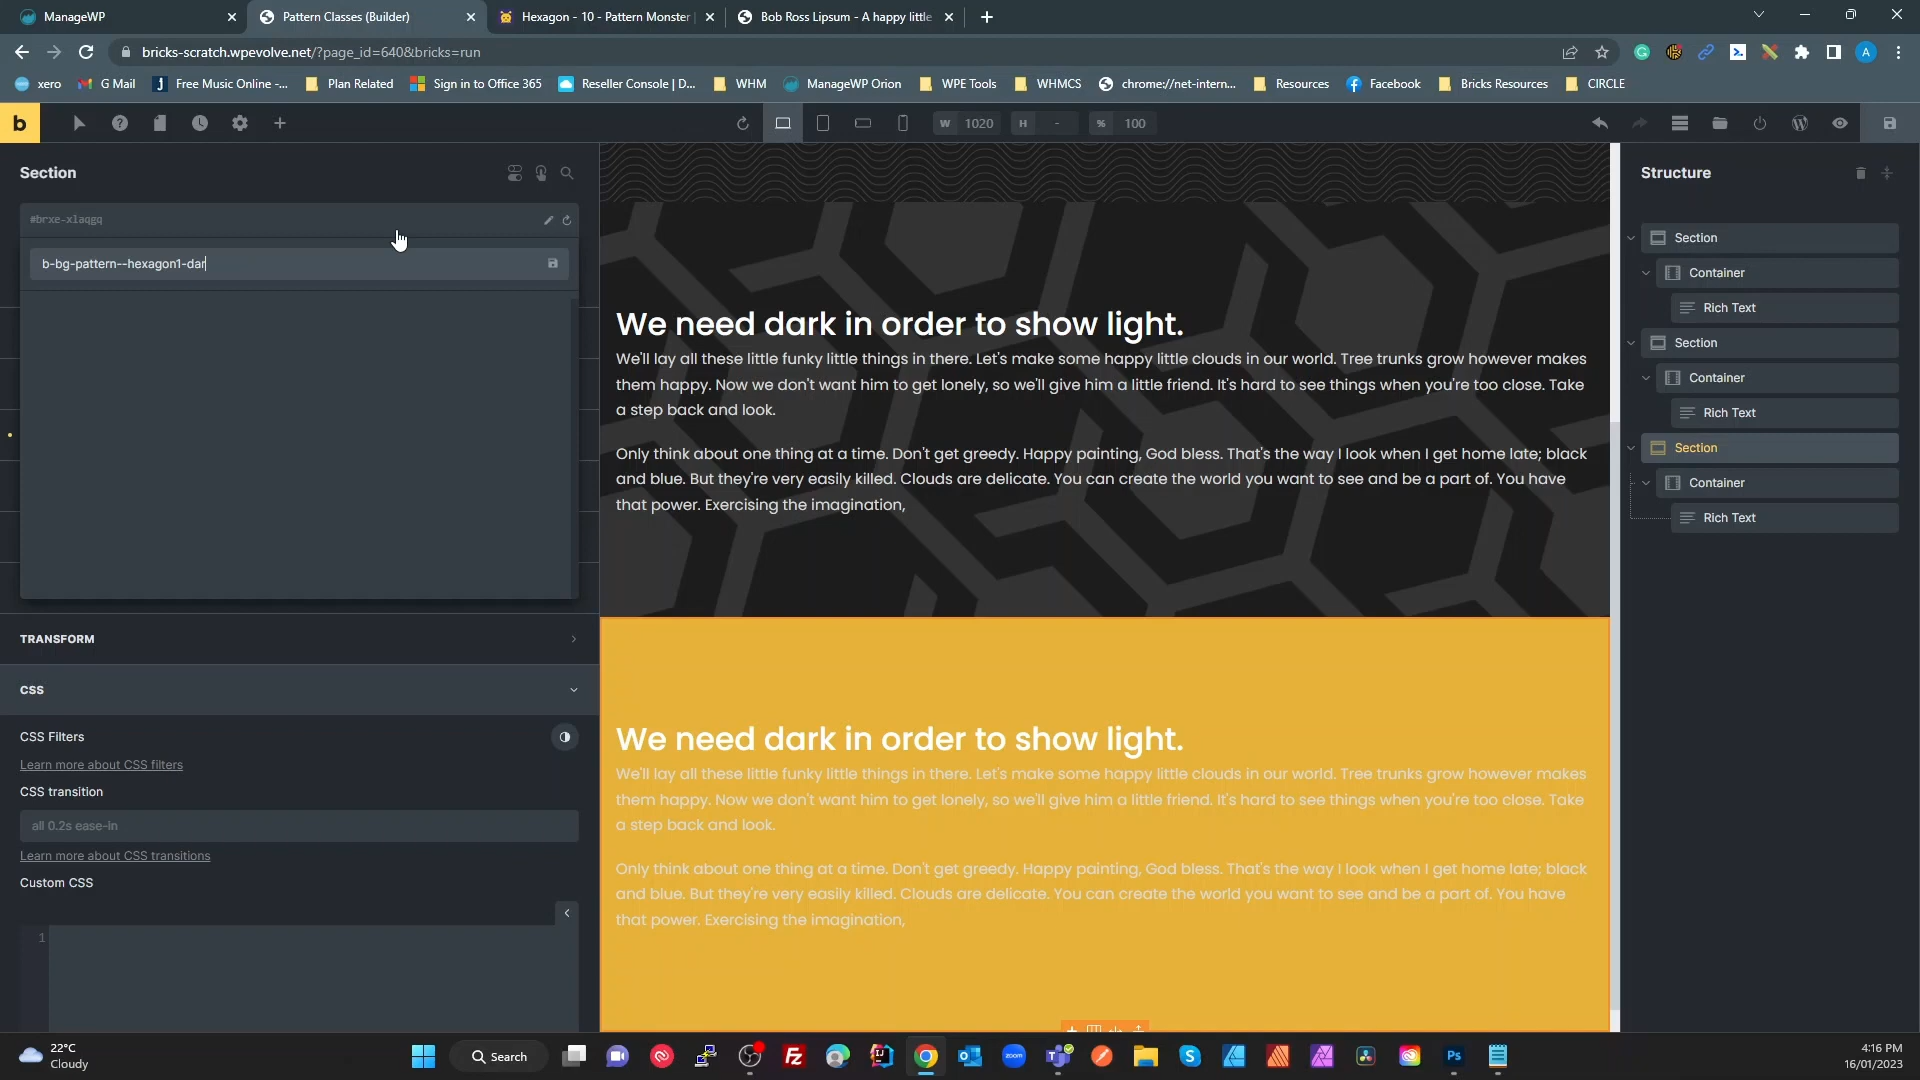 ManageWP
Pattern Classes (Builder)
Hexagon - 10 - Pattern Monster
Bob Ross Lipsum - A happy little
bricks-scratch.wpevolve.net/?page_id=640&bricks=run
A
xero
G Mail
Free Music Online -...
Plan Related
Sign in to Office 365
Reseller Console | D...
WHM
ManageWP Orion
WPE Tools
WHMCS
chrome://net-intern...
Resources
Facebook
Bricks Resources
CIRCLE
b
W 1020
H -
% 100
Section
#brxe-xlaqgq
b-bg-pattern--hexagon1-dar
TRANSFORM
CSS
CSS Filters
Learn more about CSS filters
CSS transition
all 0.2s ease-in
Learn more about CSS transitions
Custom CSS
1
We need dark in order to show light.
We'll lay all these little funky little things in there. Let's make some happy little clouds in our world. Tree trunks grow however makes
them happy. Now we don't want him to get lonely, so we'll give him a little friend. It's hard to see things when you're too close. Take
a step back and look.
Only think about one thing at a time. Don't get greedy. Happy painting, God bless. That's the way I look when I get home late; black
and blue. But they're very easily killed. Clouds are delicate. You can create the world you want to see and be a part of. You have
that power. Exercising the imagination,
We need dark in order to show light.
We'll lay all these little funky little things in there. Let's make some happy little clouds in our world. Tree trunks grow however makes
them happy. Now we don't want him to get lonely, so we'll give him a little friend. It's hard to see things when you're too close. Take
a step back and look.
Only think about one thing at a time. Don't get greedy. Happy painting, God bless. That's the way I look when I get home late; black
and blue. But they're very easily killed. Clouds are delicate. You can create the world you want to see and be a part of. You have
that power. Exercising the imagination,
Structure
Section
Container
Rich Text
Section
Container
Rich Text
Section
Container
Rich Text
22°C
Cloudy
Search
zoom
Ps
4:16 PM
16/01/2023